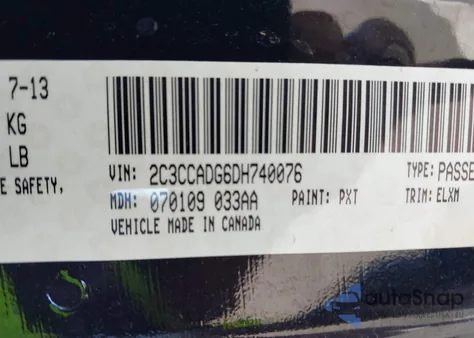 7-13
KG
LB
E SAFETY,
VIN: 2C3CCADG6DH740076 TYPE: PASSE
MDH: 070109 033AA PAINT: PXT TRIM: ELXM
VEHICLE MADE IN CANADA
autaSnap